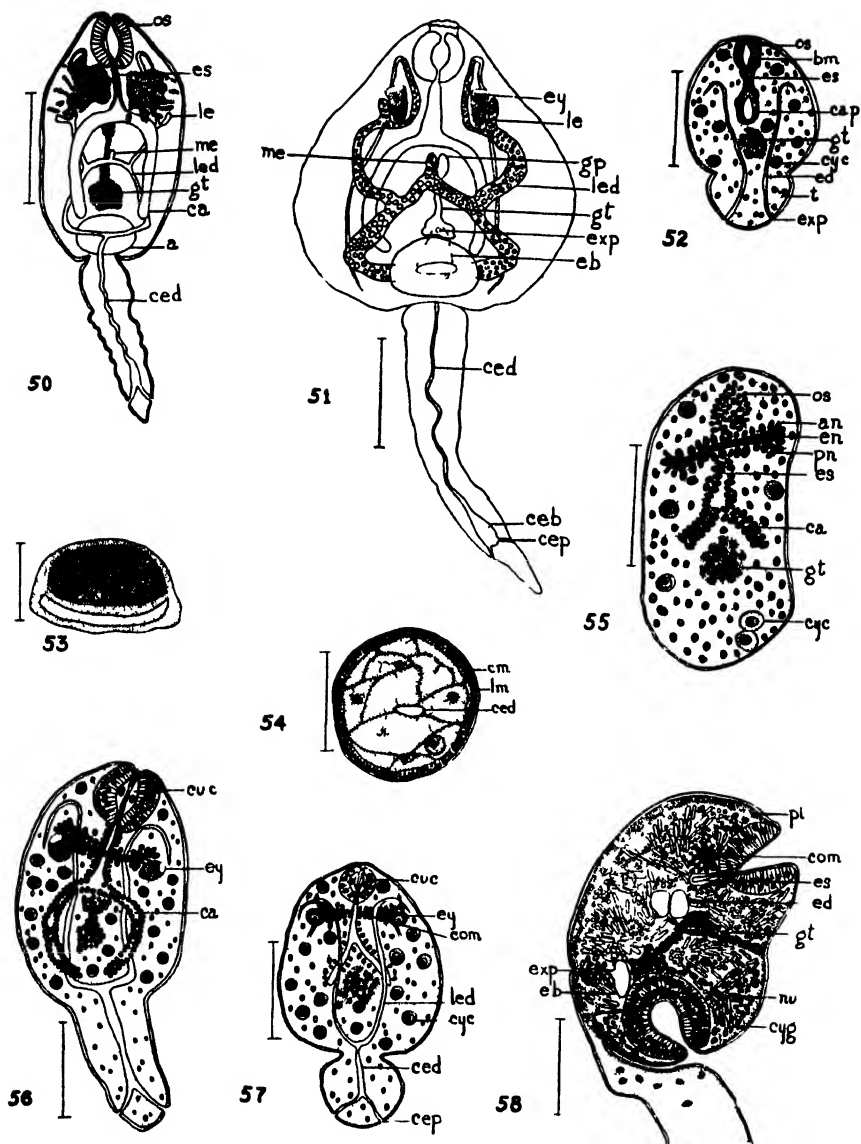 os
es
le
me
led
gt
ca
a
ced
50
ey
le
me
gp
led
gt
exp
eb
ced
ceb
cep
51
os
bm
es
cap
gt
cyc
ed
t
exp
52
53
cm
lm
ced
54
os
an
en
pn
es
ca
gt
cyc
55
cvc
ey
ca
56
cvc
ey
com
led
cyc
ced
cep
57
pl
com
es
ed
gt
exp
eb
nv
cyg
58